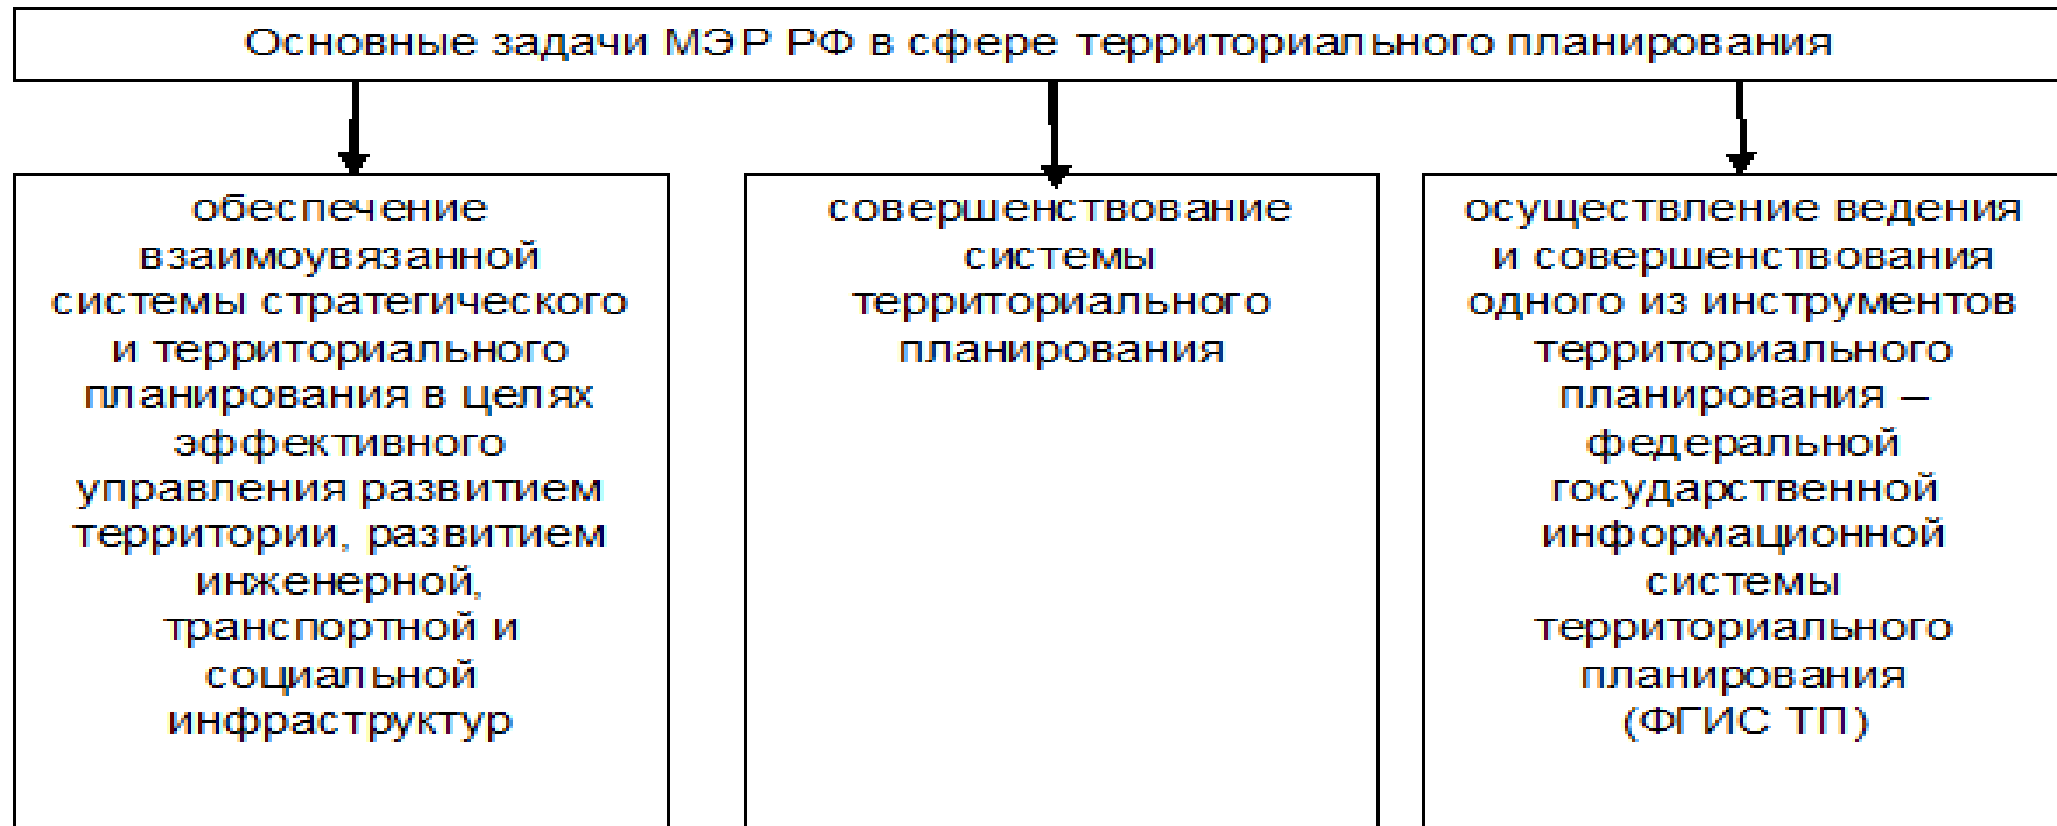 Основные задачи МЭР РФ в сфере территориального планирования
обеспечение
взаимоувязанной
системы стратегического
и территориального
планирования в целях
эффективного
управления развитием
территории, развитием
инженерной,
транспортной и
социальной
инфраструктур
совершенствование
системы
территориального
планирования
осуществление ведения
и совершенствования
одного из инструментов
территориального
планирования –
федеральной
государственной
информационной
системы
территориального
планирования
(ФГИС ТП)